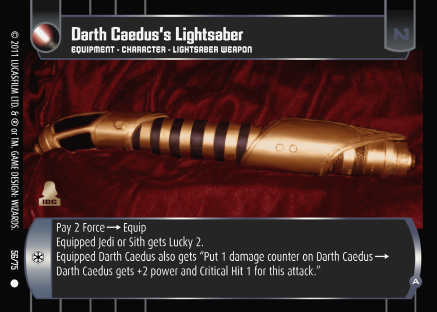 Darth Caedus's Lightsaber
EQUIPMENT - CHARACTER - LIGHTSABER WEAPON
N
© 2011 LUCASFILM LTD. & ® or TM. GAME DESIGN: WIZARDS.
56/75
IDC
Pay 2 Force → Equip
Equipped Jedi or Sith gets Lucky 2.
Equipped Darth Caedus also gets "Put 1 damage counter on Darth Caedus →
Darth Caedus gets +2 power and Critical Hit 1 for this attack."
A